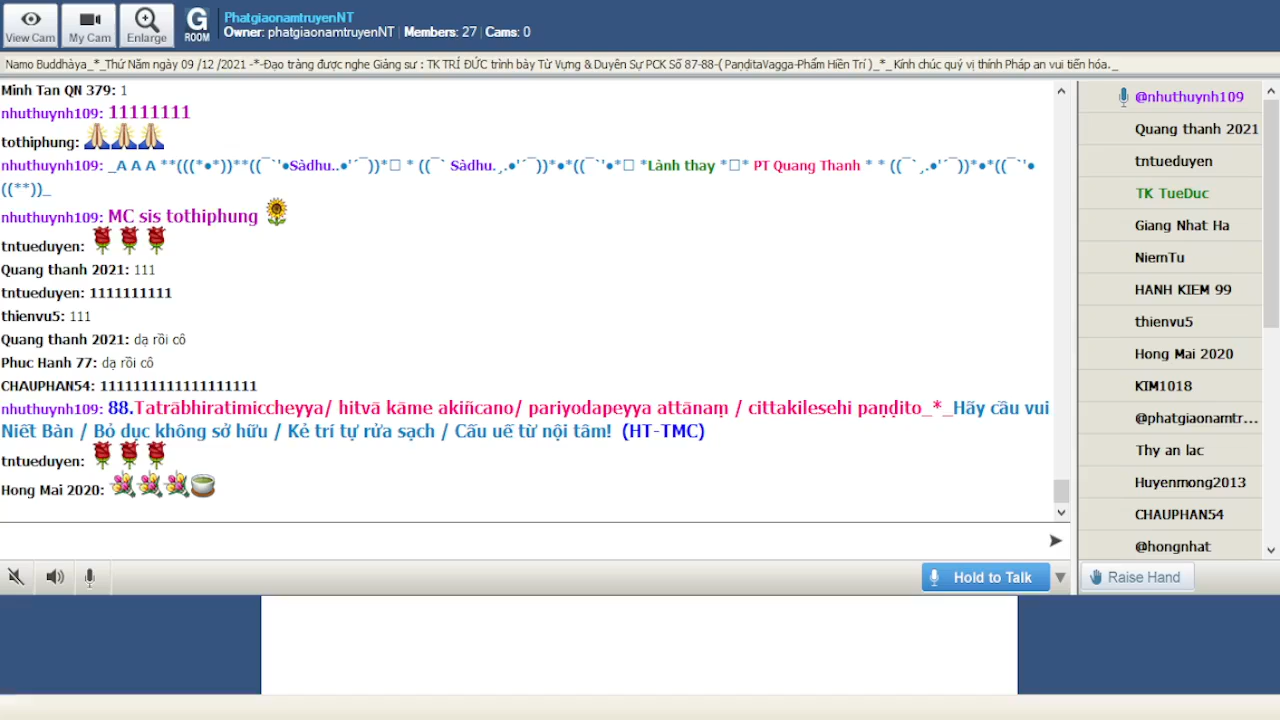 View Cam
My Cam
Enlarge
G
ROOM
PhatgiaonamtruyenNT
Owner: phatgiaonamtruyenNT | Members: 27 | Cams: 0
Namo Buddhàya_*_Thứ Năm ngày 09 /12 /2021 -*-Đạo tràng được nghe Giảng sư : TK TRÍ ĐỨC trình bày Từ Vựng & Duyên Sự PCK Số 87-88-( PaṇḍitaVagga-Phẩm Hiền Trí )_*_ Kính chúc quý vị thính Pháp an vui tiến hóa._
Minh Tan QN 379: 1
nhuthuynh109: 11111111
tothiphung:
nhuthuynh109: _A A A **(((*●*))**((¯`'●Sàdhu..●'´¯))*□ * ((¯` Sàdhu.¸.●'´¯))*●*((¯`'●*□ *Lành thay *□* PT Quang Thanh * * ((¯`¸.●'´¯))*●*((¯`'●
((**))_
nhuthuynh109: MC sis tothiphung
tntueduyen:
Quang thanh 2021: 111
tntueduyen: 1111111111
thienvu5: 111
Quang thanh 2021: dạ rồi cô
Phuc Hanh 77: dạ rồi cô
CHAUPHAN54: 1111111111111111111
nhuthuynh109: 88.Tatrābhiratimiccheyya/ hitvā kāme akiñcano/ pariyodapeyya attānaṃ / cittakilesehi paṇḍito_*_Hãy cầu vui
Niết Bàn / Bỏ dục không sở hữu / Kẻ trí tự rửa sạch / Cấu uế từ nội tâm! (HT-TMC)
tntueduyen:
Hong Mai 2020:
Hold to Talk
@nhuthuynh109
Quang thanh 2021
tntueduyen
TK TueDuc
Giang Nhat Ha
NiemTu
HANH KIEM 99
thienvu5
Hong Mai 2020
KIM1018
@phatgiaonamtr...
Thy an lac
Huyenmong2013
CHAUPHAN54
@hongnhat
Raise Hand